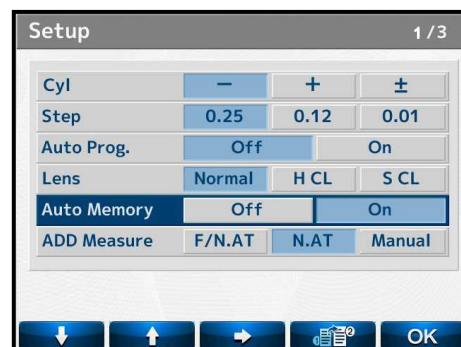 Setup 1/3
Cyl − + ±
Step 0.25 0.12 0.01
Auto Prog. Off On
Lens Normal H CL S CL
Auto Memory Off On
ADD Measure F/N.AT N.AT Manual
2 OK